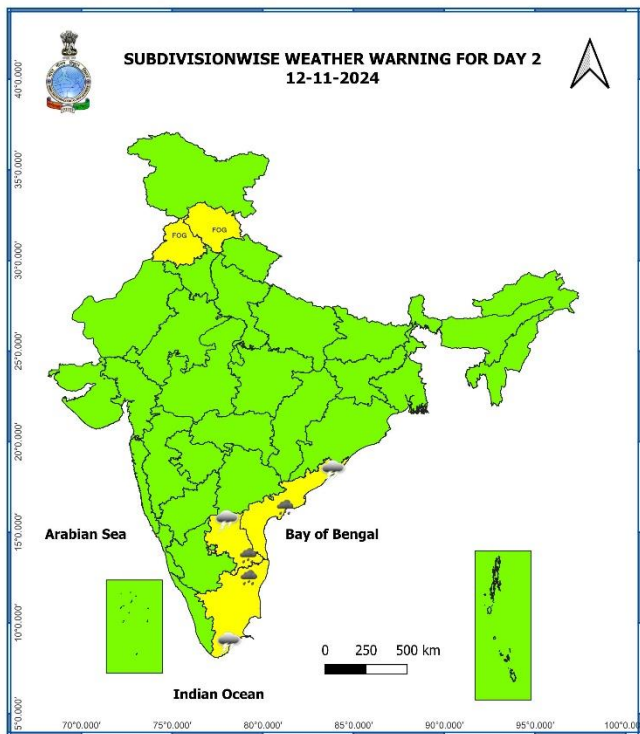 SUBDIVISIONWISE WEATHER WARNING FOR DAY 2
12-11-2024
40°0.000'
35°0.000'
FOG
FOG
30°0.000'
25°0.000'
20°0.000'
Arabian Sea
Bay of Bengal
15°0.000'
10°0.000'
0 250 500 km
Indian Ocean
5°0.000'
70°0.000' 75°0.000' 80°0.000' 85°0.000' 90°0.000' 95°0.000'